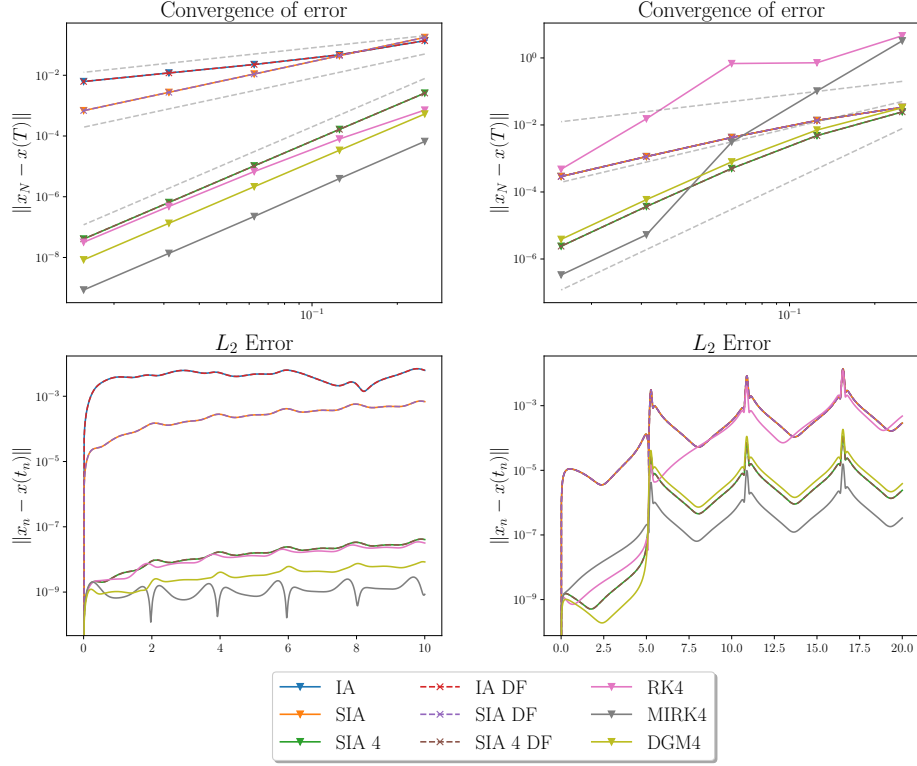 Convergence of error
Convergence of error
‖x_N − x(T)‖
10^{-2}
10^{-4}
10^{-6}
10^{-8}
10^{-1}
‖x_N − x(T)‖
10^{0}
10^{-2}
10^{-4}
10^{-6}
10^{-1}
L_2 Error
L_2 Error
‖x_n − x(t_n)‖
10^{-3}
10^{-5}
10^{-7}
10^{-9}
0 2 4 6 8 10
‖x_n − x(t_n)‖
10^{-3}
10^{-5}
10^{-7}
10^{-9}
0.0 2.5 5.0 7.5 10.0 12.5 15.0 17.5 20.0
IA IA DF RK4
SIA SIA DF MIRK4
SIA 4 SIA 4 DF DGM4